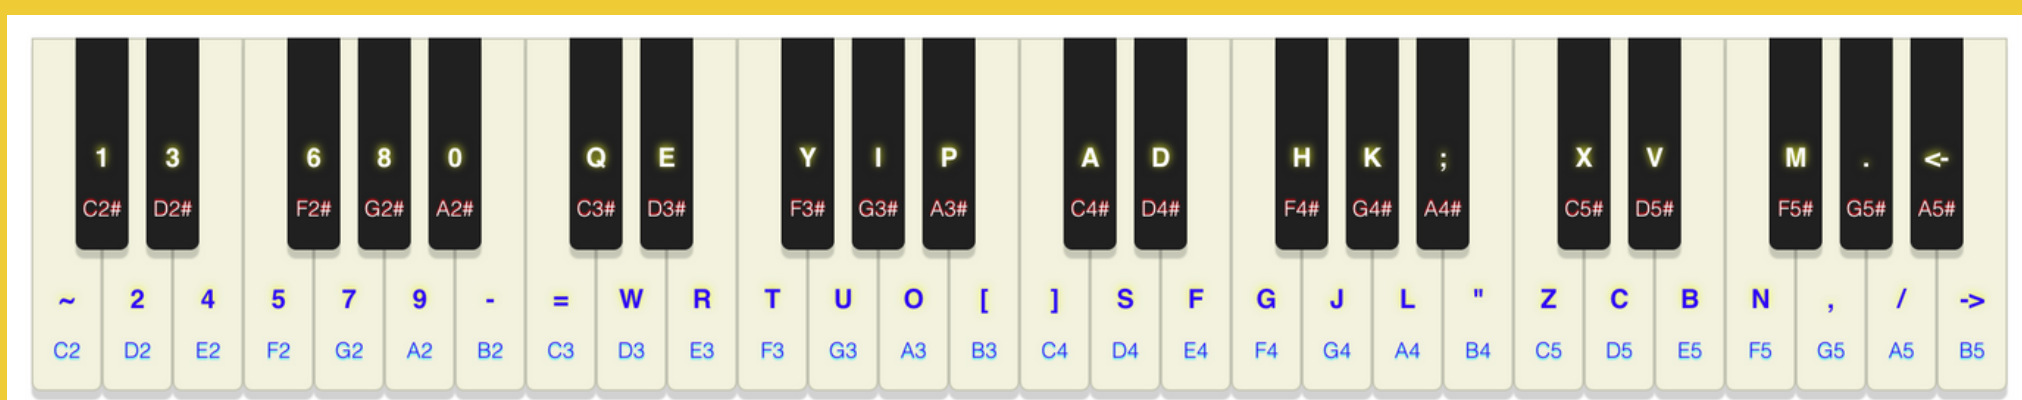 1 3 6 8 0 Q E Y I P A D H K ; X V M . <-
C2# D2# F2# G2# A2# C3# D3# F3# G3# A3# C4# D4# F4# G4# A4# C5# D5# F5# G5# A5#
~ 2 4 5 7 9 - = W R T U O [ ] S F G J L " Z C B N , / ->
C2 D2 E2 F2 G2 A2 B2 C3 D3 E3 F3 G3 A3 B3 C4 D4 E4 F4 G4 A4 B4 C5 D5 E5 F5 G5 A5 B5